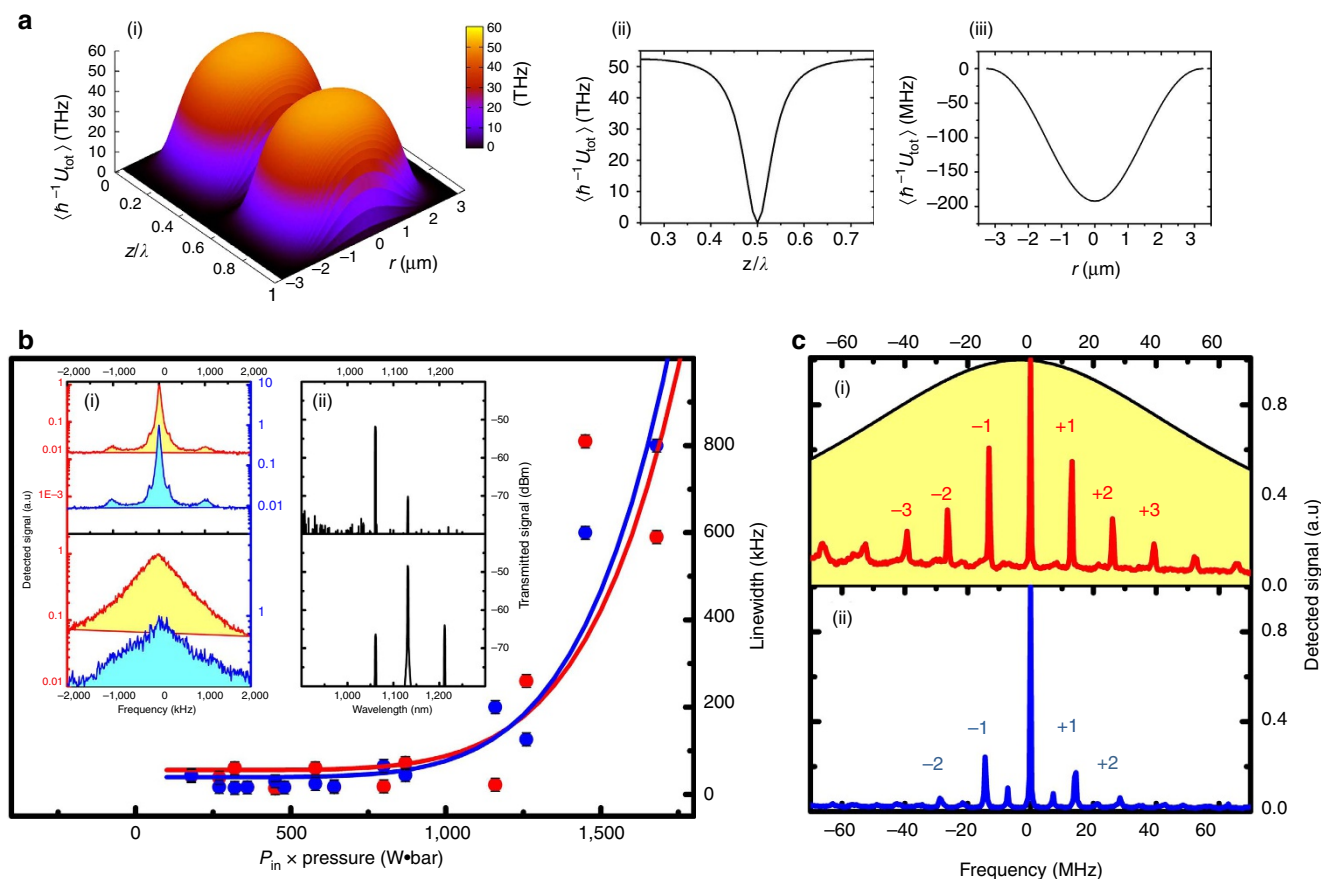 a
(i)
60
50
40
30
20
10
0
⟨ħ⁻¹U_tot⟩ (THz)
0
0.2
0.4
0.6
0.8
1
z/λ
−3
−2
−1
0
1
2
3
r (μm)
60
50
40
30
20
10
0
(THz)
(ii)
50
40
30
20
10
0
⟨ħ⁻¹U_tot⟩ (THz)
0.3 0.4 0.5 0.6 0.7
z/λ
(iii)
0
−50
−100
−150
−200
⟨ħ⁻¹U_tot⟩ (MHz)
−3 −2 −1 0 1 2 3
r (μm)
b
−2,000 −1,000 0 1,000 2,000
(i)
1
0.1
0.01
1E−3
10
1
0.1
0.01
1
0.1
0.01
1
Detected signal (a.u)
−2,000 −1,000 0 1,000 2,000
Frequency (kHz)
1,000 1,100 1,200
(ii)
−50
−60
−70
−50
−60
−70
Transmitted signal (dBm)
1,000 1,100 1,200
Wavelength (nm)
800
600
400
200
0
Linewidth (kHz)
0 500 1,000 1,500
P_in × pressure (W•bar)
c
−60 −40 −20 0 20 40 60
(i)
−3
−2
−1
+1
+2
+3
0.8
0.4
0.0
(ii)
−2
−1
+1
+2
0.8
0.4
0.0
Detected signal (a.u)
−60 −40 −20 0 20 40 60
Frequency (MHz)